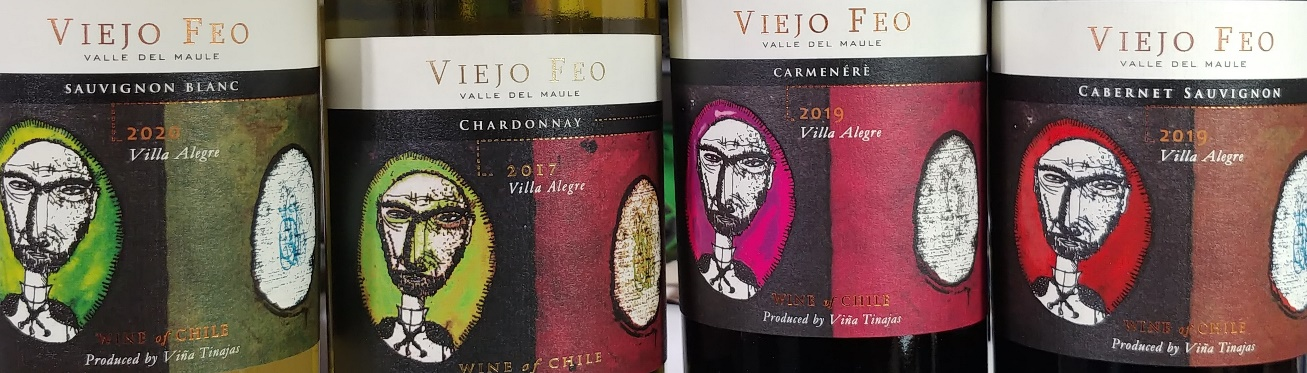 VIEJO FEO
VALLE DEL MAULE
SAUVIGNON BLANC
2020
Villa Alegre
WINE of CHILE
Produced by Viña Tinajas
VIEJO FEO
VALLE DEL MAULE
CHARDONNAY
2017
Villa Alegre
WINE of CHILE
VIEJO FEO
VALLE DEL MAULE
CARMENÉRÈ
2019
Villa Alegre
WINE of CHILE
Produced by Viña Tinajas
VIEJO FEO
VALLE DEL MAULE
CABERNET SAUVIGNON
2019
Villa Alegre
WINE of CHILE
Produced by Viña Tinajas